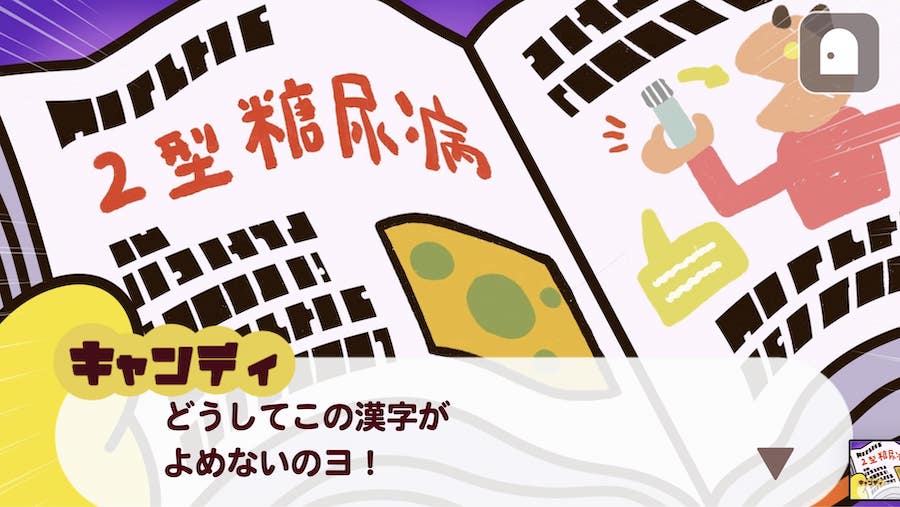 2型糖尿病
キャンディ
どうしてこの漢字が
よめないのヨ！